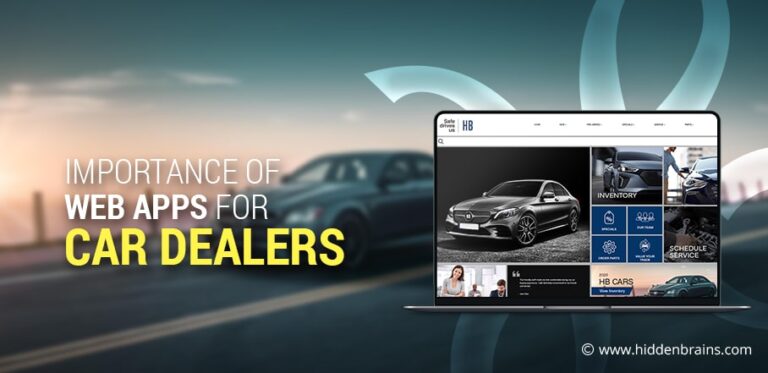 IMPORTANCE OF
WEB APPS FOR
CAR DEALERS
Safe
drives
us
HB
INVENTORY
SPECIALS
OUR TEAM
ORDER PARTS
VALUE YOUR
TRADE
SCHEDULE
SERVICE
2020
HB CARS
View Inventory
© www.hiddenbrains.com